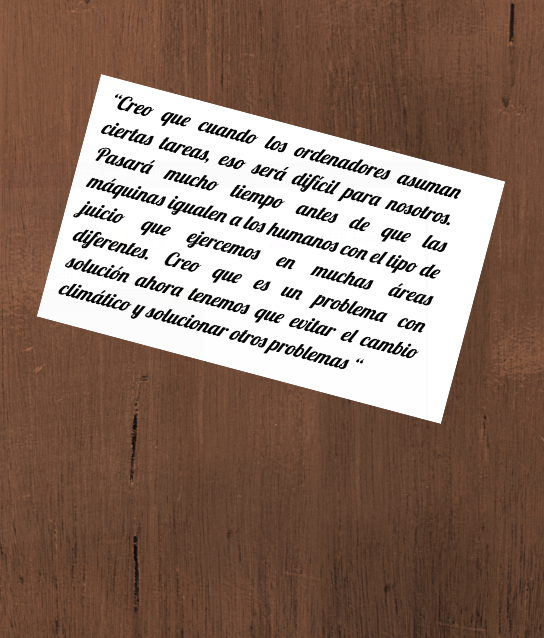 “Creo que cuando los ordenadores asuman
ciertas tareas, eso será difícil para nosotros.
Pasará mucho tiempo antes de que las
máquinas igualen a los humanos con el tipo de
juicio que ejercemos en muchas áreas
diferentes. Creo que es un problema con
solución ahora tenemos que evitar el cambio
climático y solucionar otros problemas “